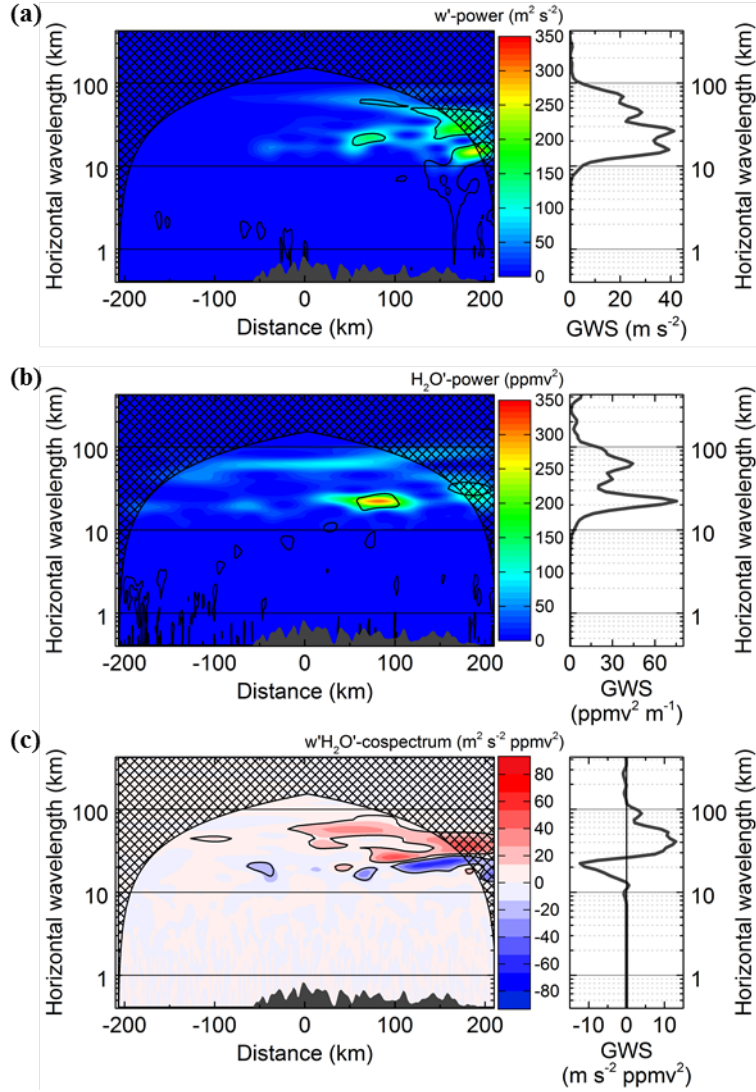 (a)
w'-power (m² s⁻²)
Horizontal wavelength (km)
100
10
1
-200 -100 0 100 200
Distance (km)
350
300
250
200
150
100
50
0
0 20 40
GWS (m s⁻²)
100
10
1
Horizontal wavelength (km)
(b)
H₂O'-power (ppmv²)
Horizontal wavelength (km)
100
10
1
-200 -100 0 100 200
Distance (km)
350
300
250
200
150
100
50
0
0 30 60
GWS
(ppmv² m⁻¹)
100
10
1
Horizontal wavelength (km)
(c)
w'H₂O'-cospectrum (m² s⁻² ppmv²)
Horizontal wavelength (km)
100
10
1
-200 -100 0 100 200
Distance (km)
80
60
40
20
0
-20
-40
-60
-80
-10 0 10
GWS
(m s⁻² ppmv²)
100
10
1
Horizontal wavelength (km)